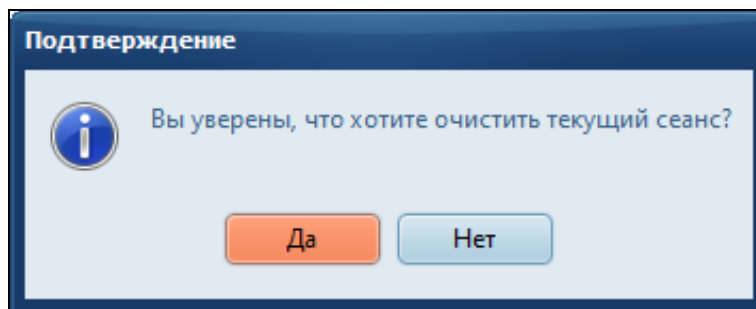 Подтверждение
Вы уверены, что хотите очистить текущий сеанс?
Да Нет